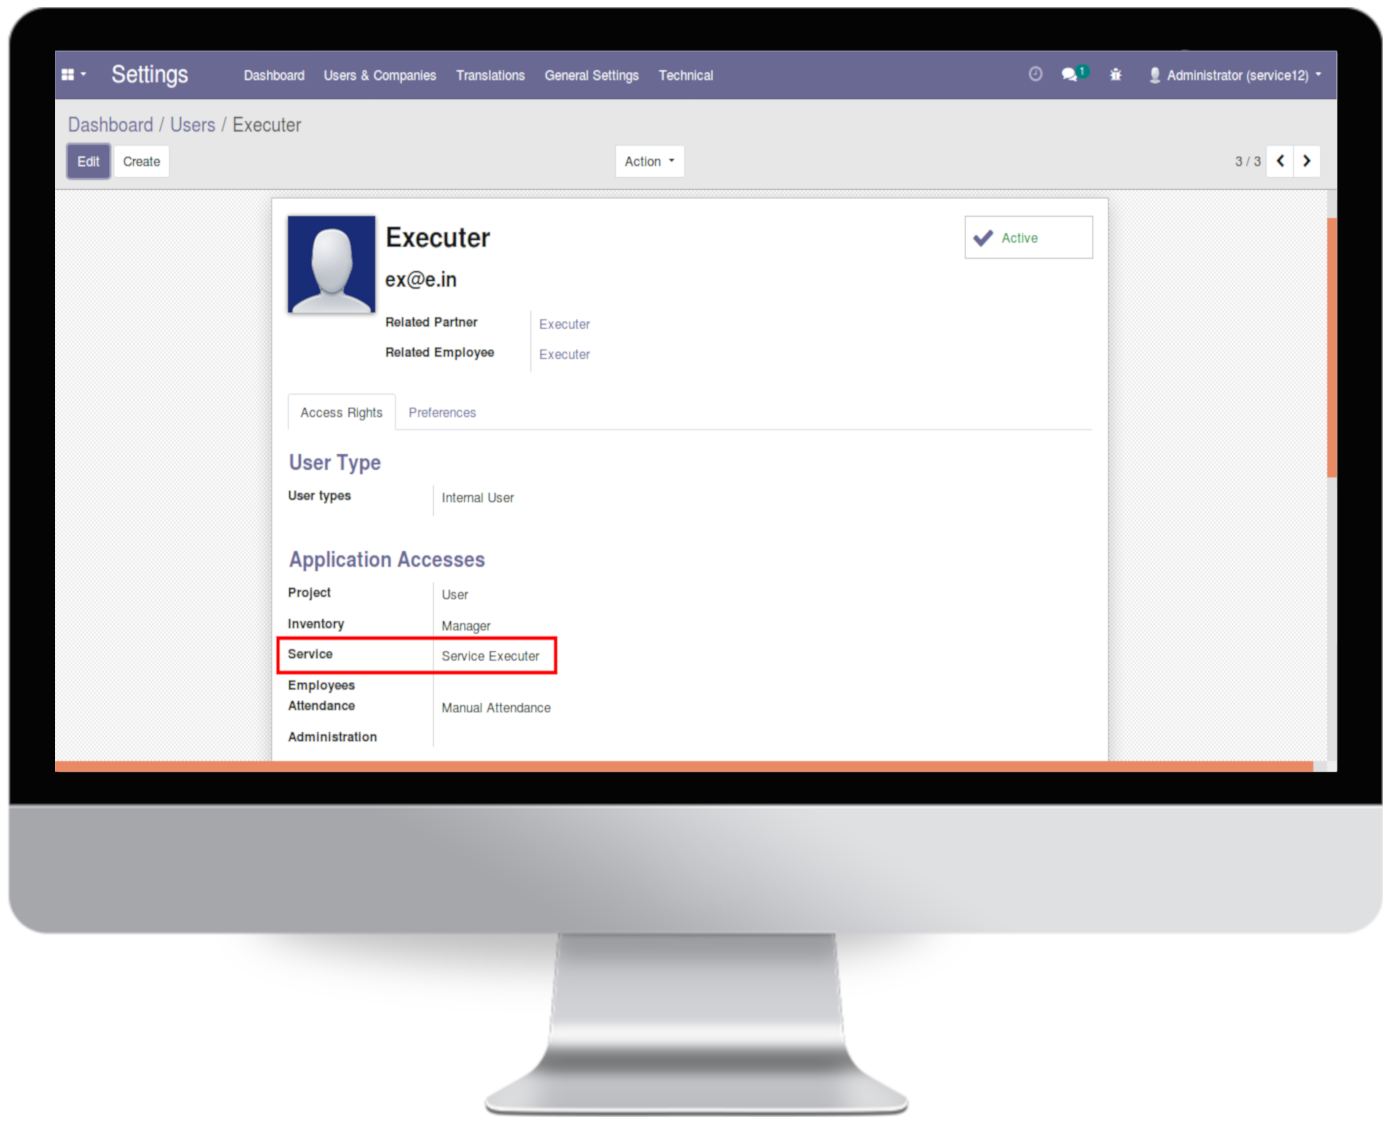 Settings Dashboard Users & Companies Translations General Settings Technical 1 Administrator (service12)
Dashboard / Users / Executer
Edit Create Action 3 / 3
Executer
Active
ex@e.in
Related Partner Executer
Related Employee Executer
Access Rights Preferences
User Type
User types Internal User
Application Accesses
Project User
Inventory Manager
Service Service Executer
Employees
Attendance Manual Attendance
Administration